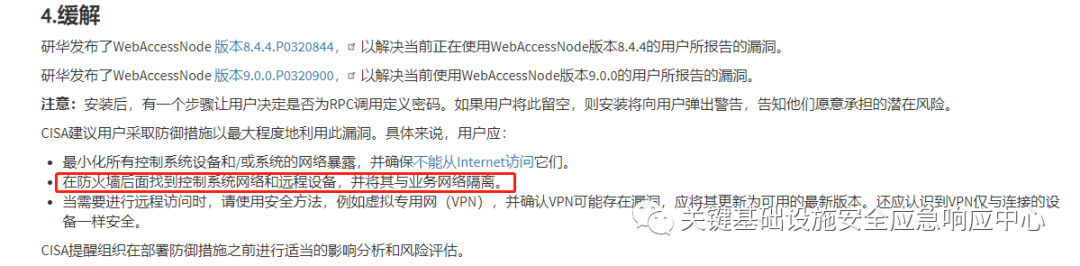 4.缓解
研华发布了WebAccessNode 版本8.4.4.P0320844，以解决当前正在使用WebAccessNode版本8.4.4的用户所报告的漏洞。
研华发布了WebAccessNode 版本9.0.0.P0320900，以解决当前使用WebAccessNode版本9.0.0的用户所报告的漏洞。
注意：安装后，有一个步骤让用户决定是否为RPC调用定义密码。如果用户将此留空，则安装将向用户弹出警告，告知他们愿意承担的潜在风险。
CISA建议用户采取防御措施以最大程度地利用此漏洞。具体来说，用户应：
• 最小化所有控制系统设备和/或系统的网络暴露，并确保不能从Internet访问它们。
• 在防火墙后面找到控制系统网络和远程设备，并将其与业务网络隔离。
• 当需要进行远程访问时，请使用安全方法，例如虚拟专用网（VPN），并确认VPN可能存在漏洞，应将其更新为可用的最新版本。还应认识到VPN仅与连接的设
备一样安全。
关键基础设施安全应急响应中心
CISA提醒组织在部署防御措施之前进行适当的影响分析和风险评估。